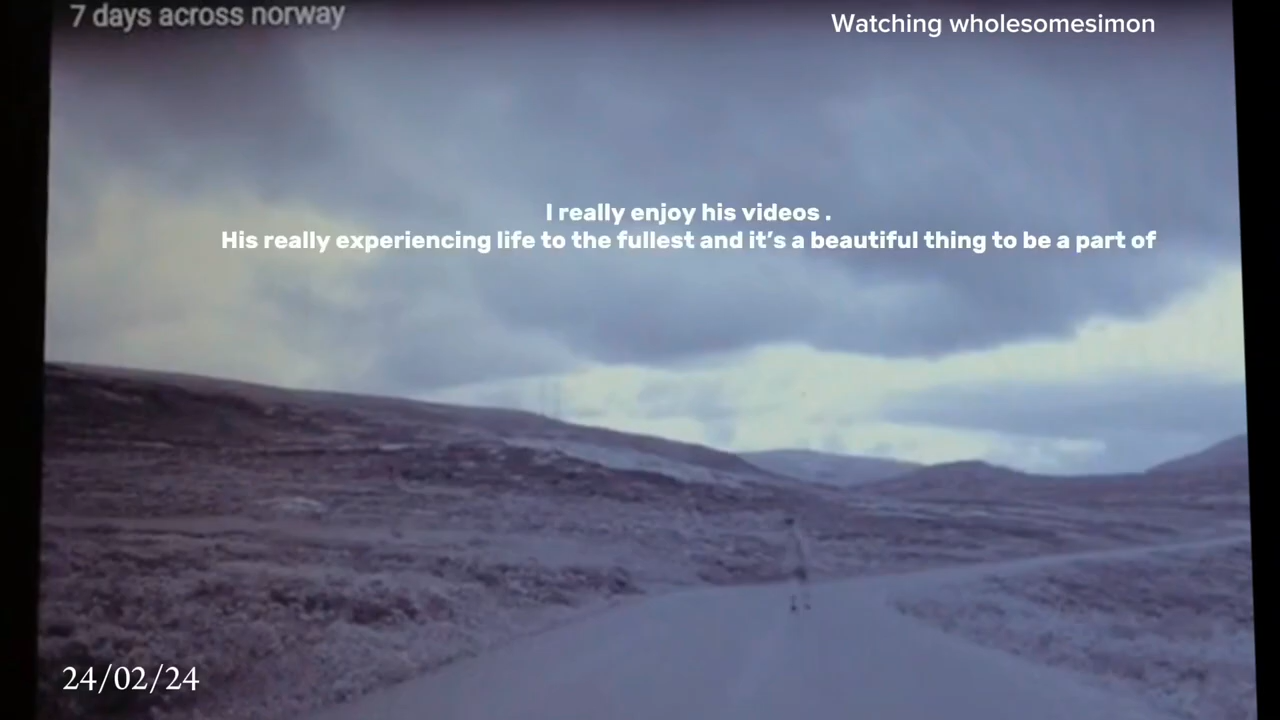 7 days across norway
Watching wholesomesimon
I really enjoy his videos .
His really experiencing life to the fullest and it's a beautiful thing to be a part of
24/02/24